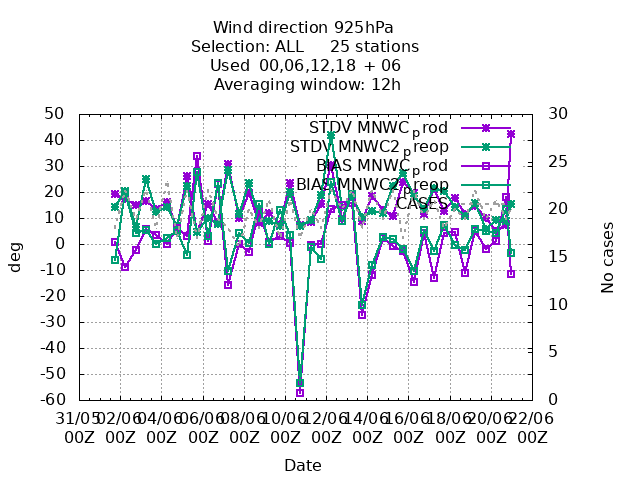 Wind direction 925hPa
Selection: ALL 25 stations
Used 00,06,12,18 + 06
Averaging window: 12h
STDV MNWC_prod
STDV MNWC2_preop
BIAS MNWC_prod
BIAS MNWC2_preop
CASES
50 40 30 20 10 0 -10 -20 -30 -40 -50 -60
deg
30 25 20 15 10 5 0
No cases
31/05 02/06 04/06 06/06 08/06 10/06 12/06 14/06 16/06 18/06 20/06 22/06
00Z 00Z 00Z 00Z 00Z 00Z 00Z 00Z 00Z 00Z 00Z 00Z
Date